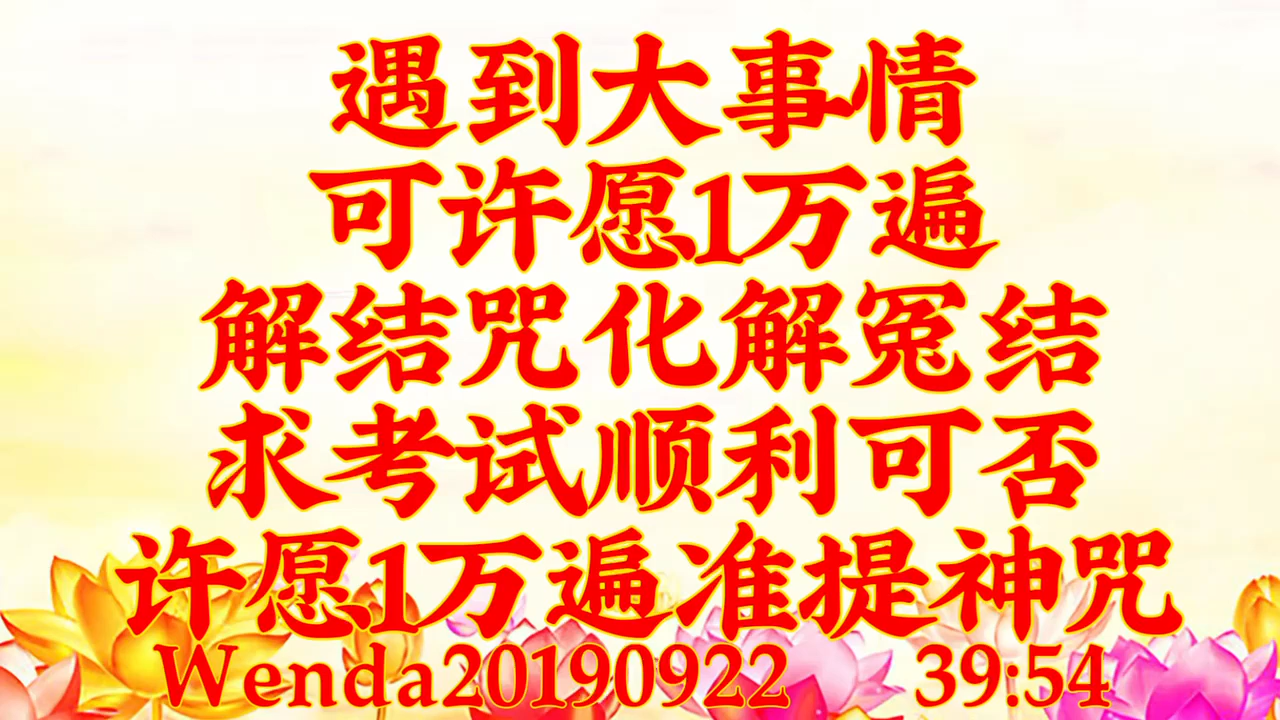 遇到大事情
可许愿1万遍
解结咒化解冤结
求考试顺利可否
许愿1万遍准提神咒
Wenda20190922 39:54